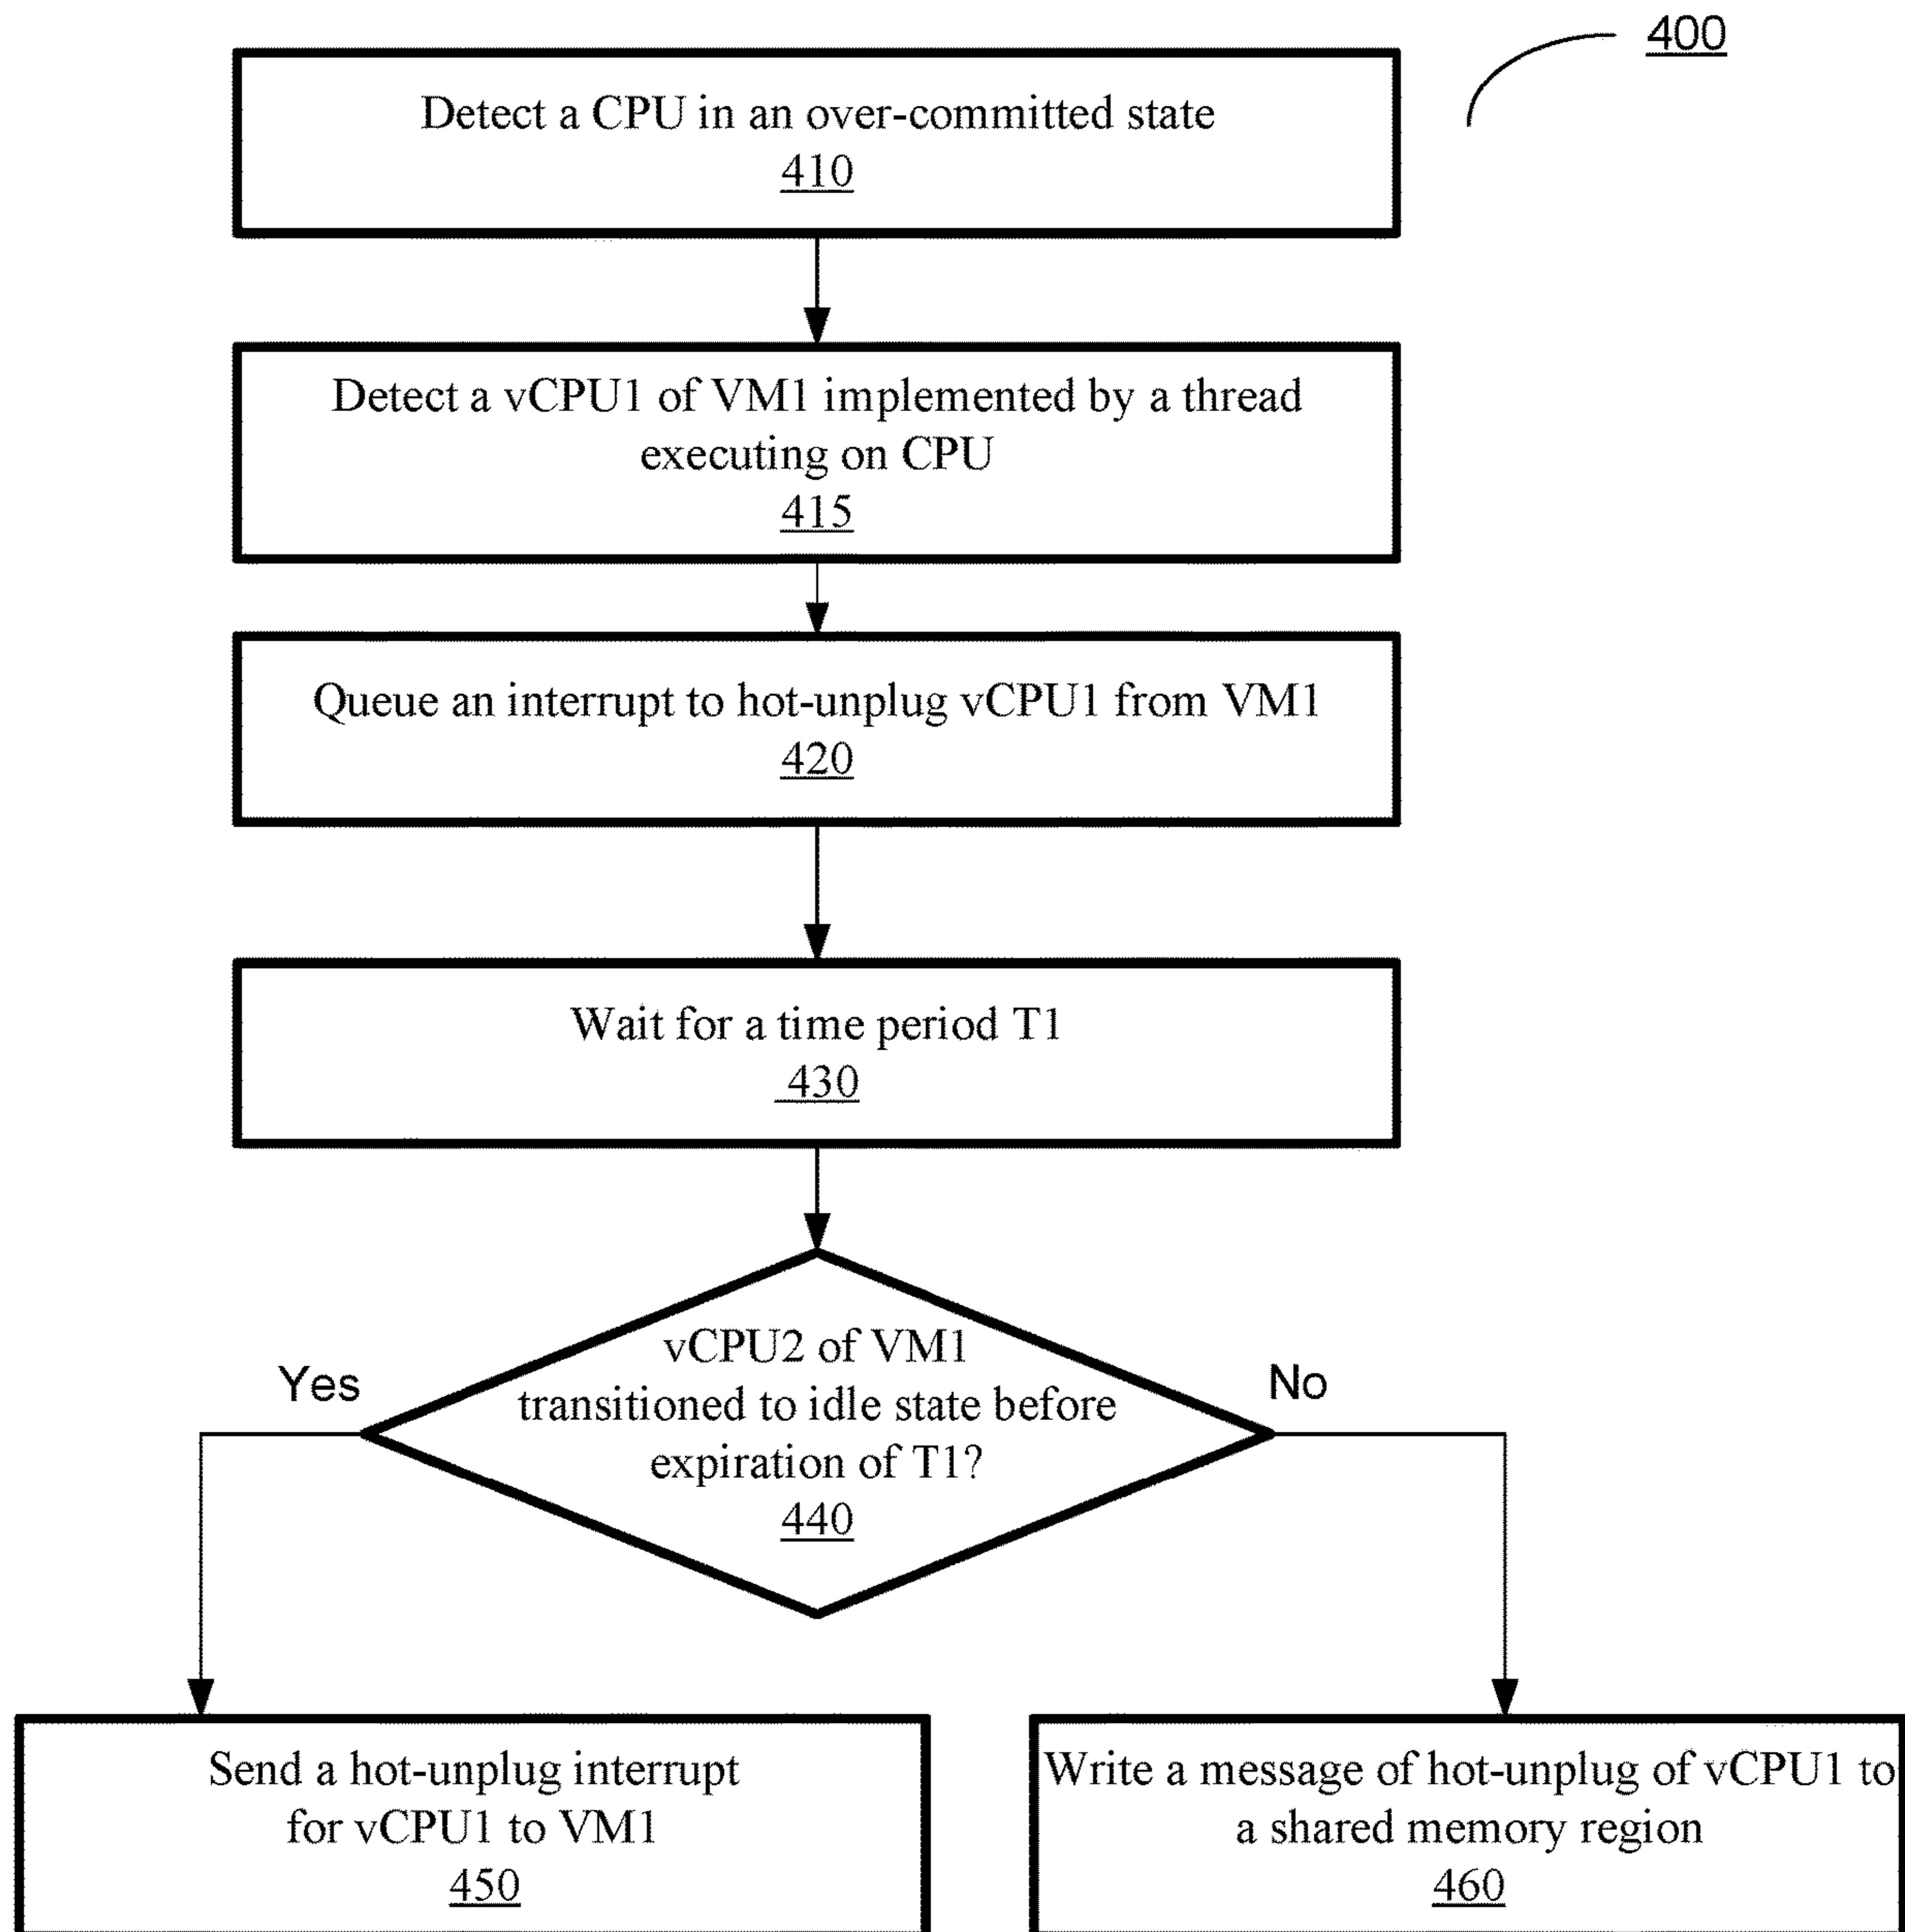 400
Detect a CPU in an over-committed state
410
Detect a vCPU1 of VM1 implemented by a thread
executing on CPU
415
Queue an interrupt to hot-unplug vCPU1 from VM1
420
Wait for a time period T1
430
vCPU2 of VM1
transitioned to idle state before
expiration of T1?
440
Yes
No
Send a hot-unplug interrupt
for vCPU1 to VM1
450
Write a message of hot-unplug of vCPU1 to
a shared memory region
460